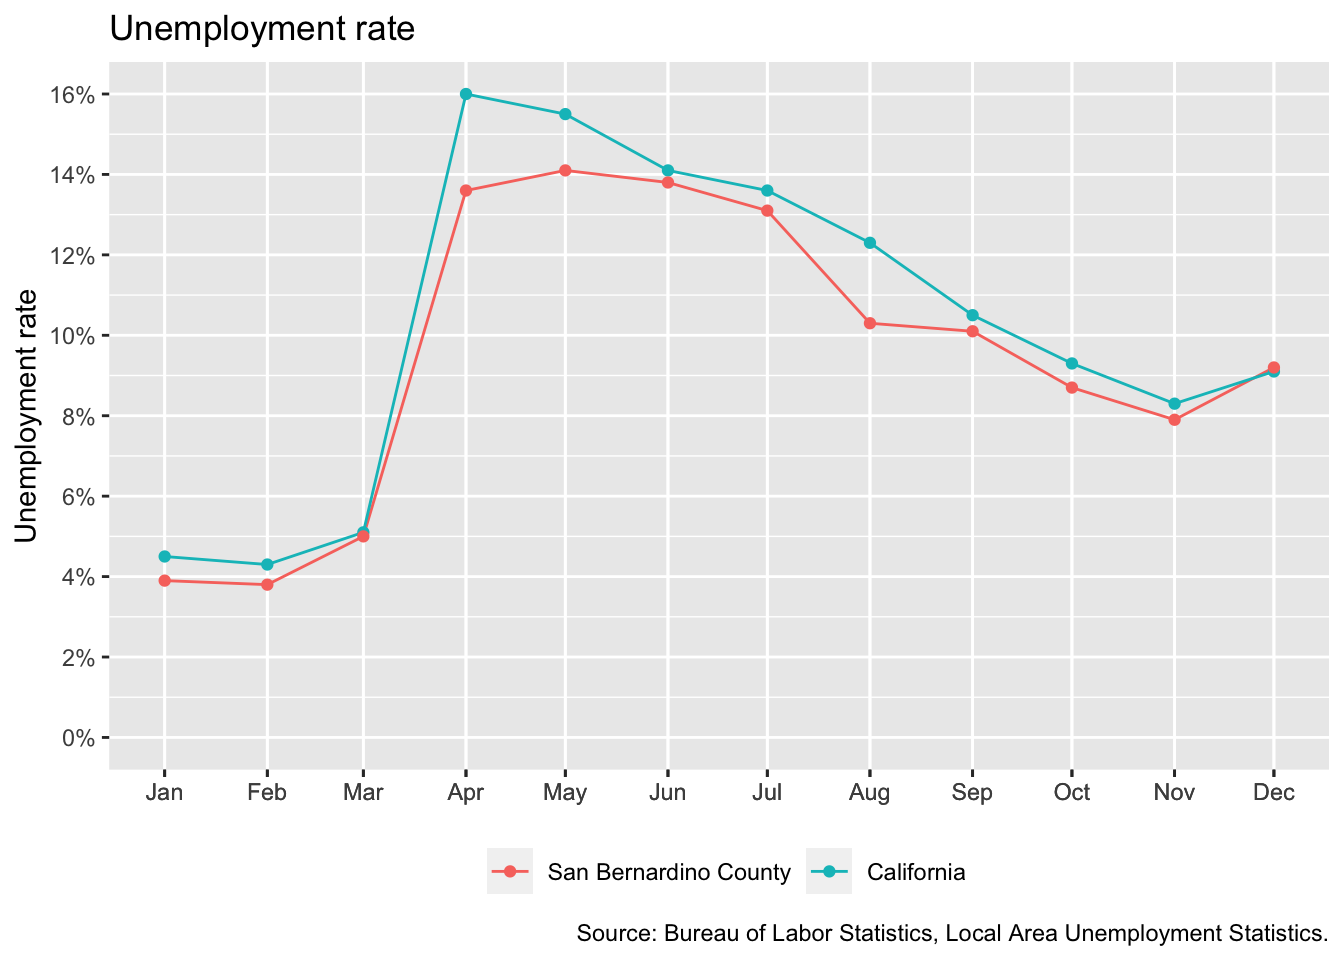 Unemployment rate
Unemployment rate
16%
14%
12%
10%
8%
6%
4%
2%
0%
Jan Feb Mar Apr May Jun Jul Aug Sep Oct Nov Dec
San Bernardino County California
Source: Bureau of Labor Statistics, Local Area Unemployment Statistics.